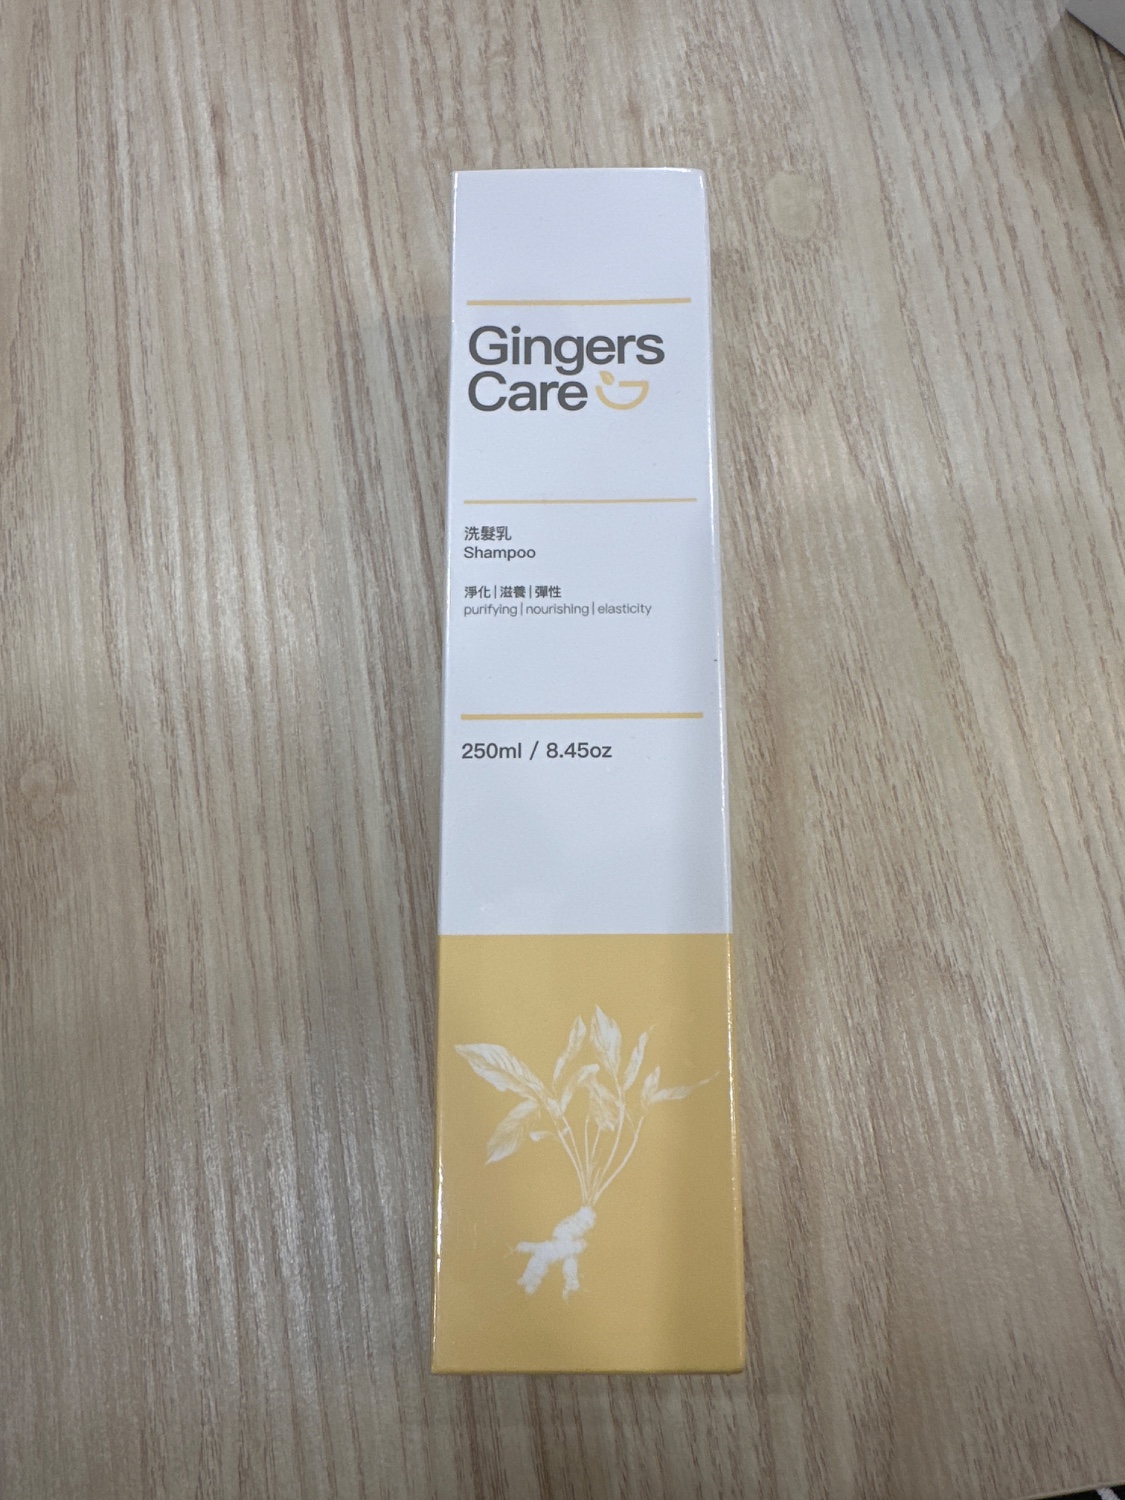 Gingers
Care
洗髮乳
Shampoo
淨化|滋養|彈性
purifying|nourishing|elasticity
250ml / 8.45oz